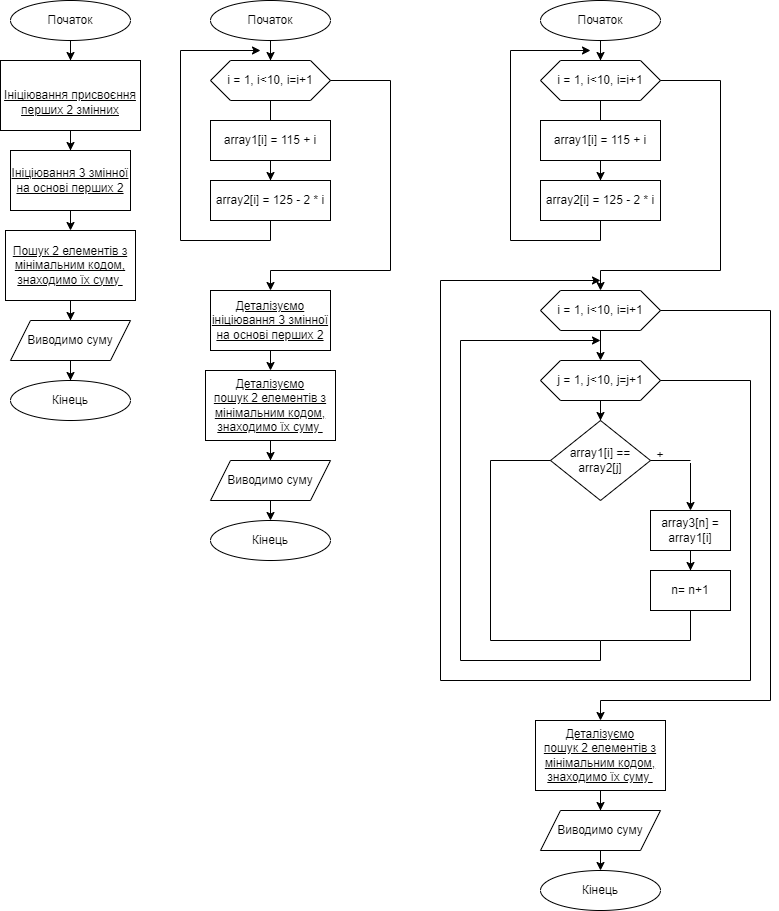 Початок
Ініціювання присвоєння
перших 2 змінних
Ініціювання 3 змінної
на основі перших 2
Пошук 2 елементів з
мінімальним кодом,
знаходимо їх суму
Виводимо суму
Кінець
Початок
i = 1, i<10, i=i+1
array1[i] = 115 + i
array2[i] = 125 - 2 * i
Деталізуємо
ініціювання 3 змінної
на основі перших 2
Деталізуємо
пошук 2 елементів з
мінімальним кодом,
знаходимо їх суму
Виводимо суму
Кінець
Початок
i = 1, i<10, i=i+1
array1[i] = 115 + i
array2[i] = 125 - 2 * i
i = 1, i<10, i=i+1
j = 1, j<10, j=j+1
array1[i] ==
array2[j]
+
array3[n] =
array1[i]
n= n+1
Деталізуємо
пошук 2 елементів з
мінімальним кодом,
знаходимо їх суму
Виводимо суму
Кінець